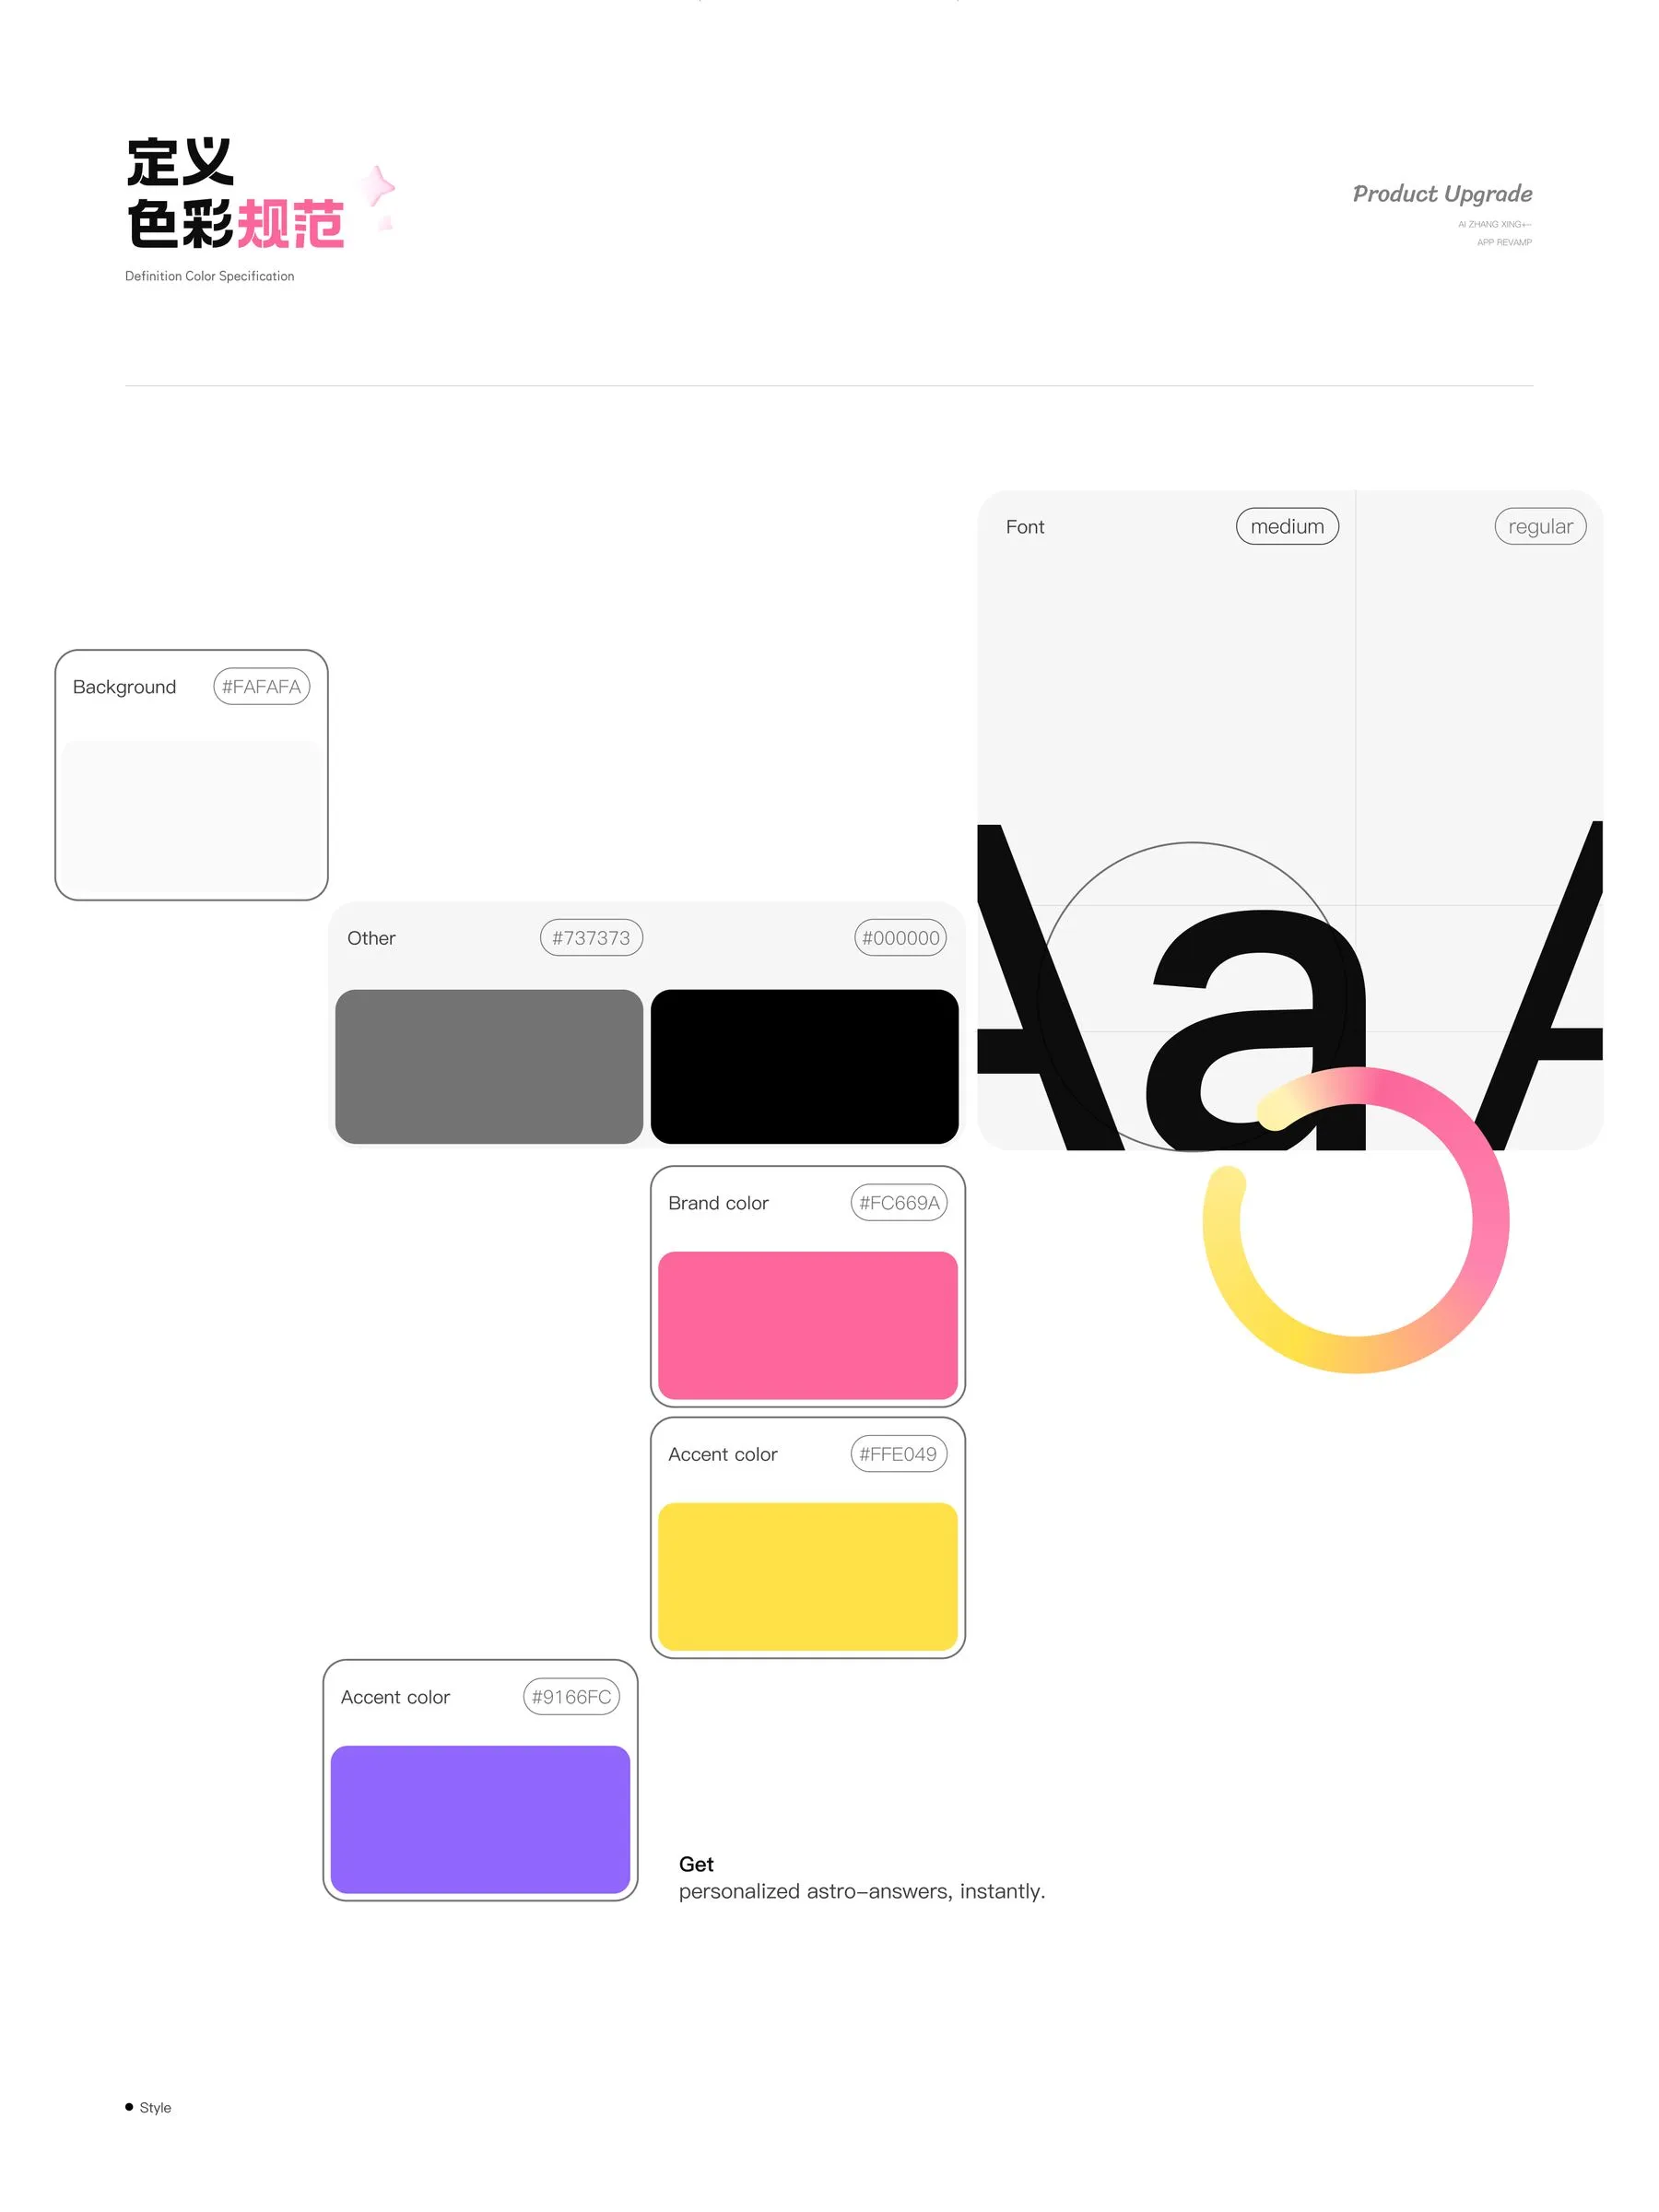 定义
色彩规范
Definition Color Specification
Product Upgrade
AI ZHANG XING+–
APP REVAMP
Font
medium
regular
Background
#FAFAFA
Aa
A
Other
#737373
#000000
Brand color
#FC669A
Accent color
#FFE049
Accent color
#9166FC
Get
personalized astro–answers, instantly.
Style